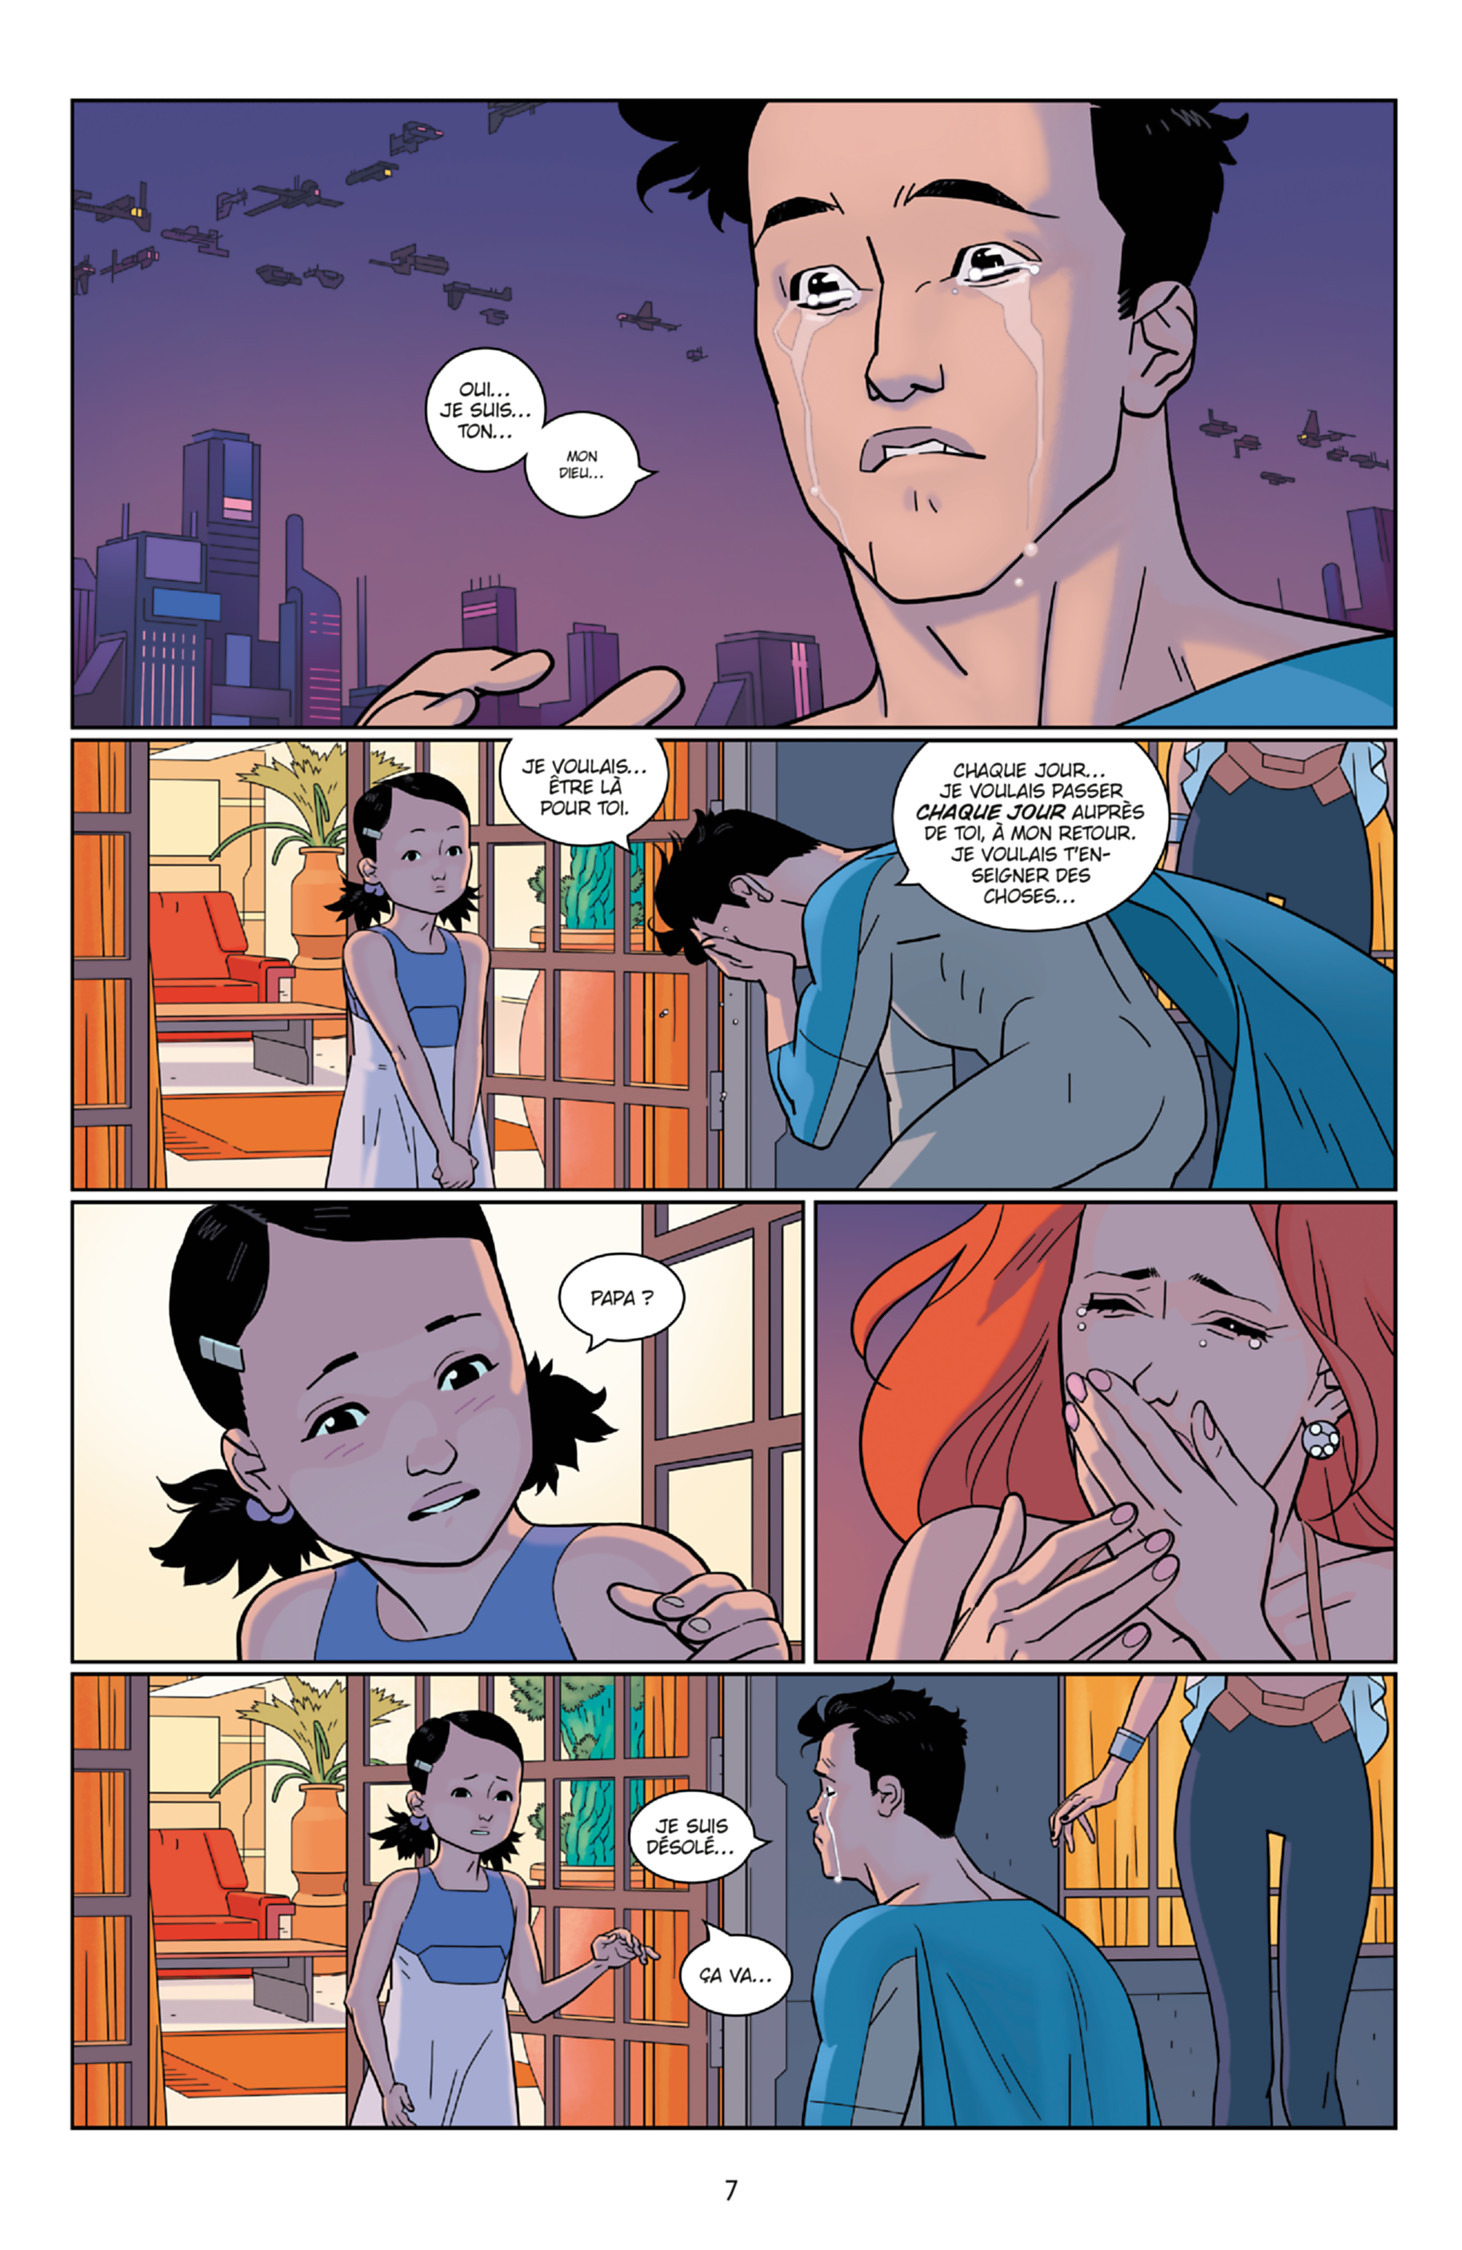 OUI...
JE SUIS...
TON...
MON
DIEU...
JE VOULAIS...
ÊTRE LÀ
POUR TOI.
CHAQUE JOUR...
JE VOULAIS PASSER
CHAQUE JOUR AUPRÈS
DE TOI, À MON RETOUR.
JE VOULAIS T'EN-
SEIGNER DES
CHOSES...
PAPA ?
JE SUIS
DÉSOLÉ...
ÇA VA...
7